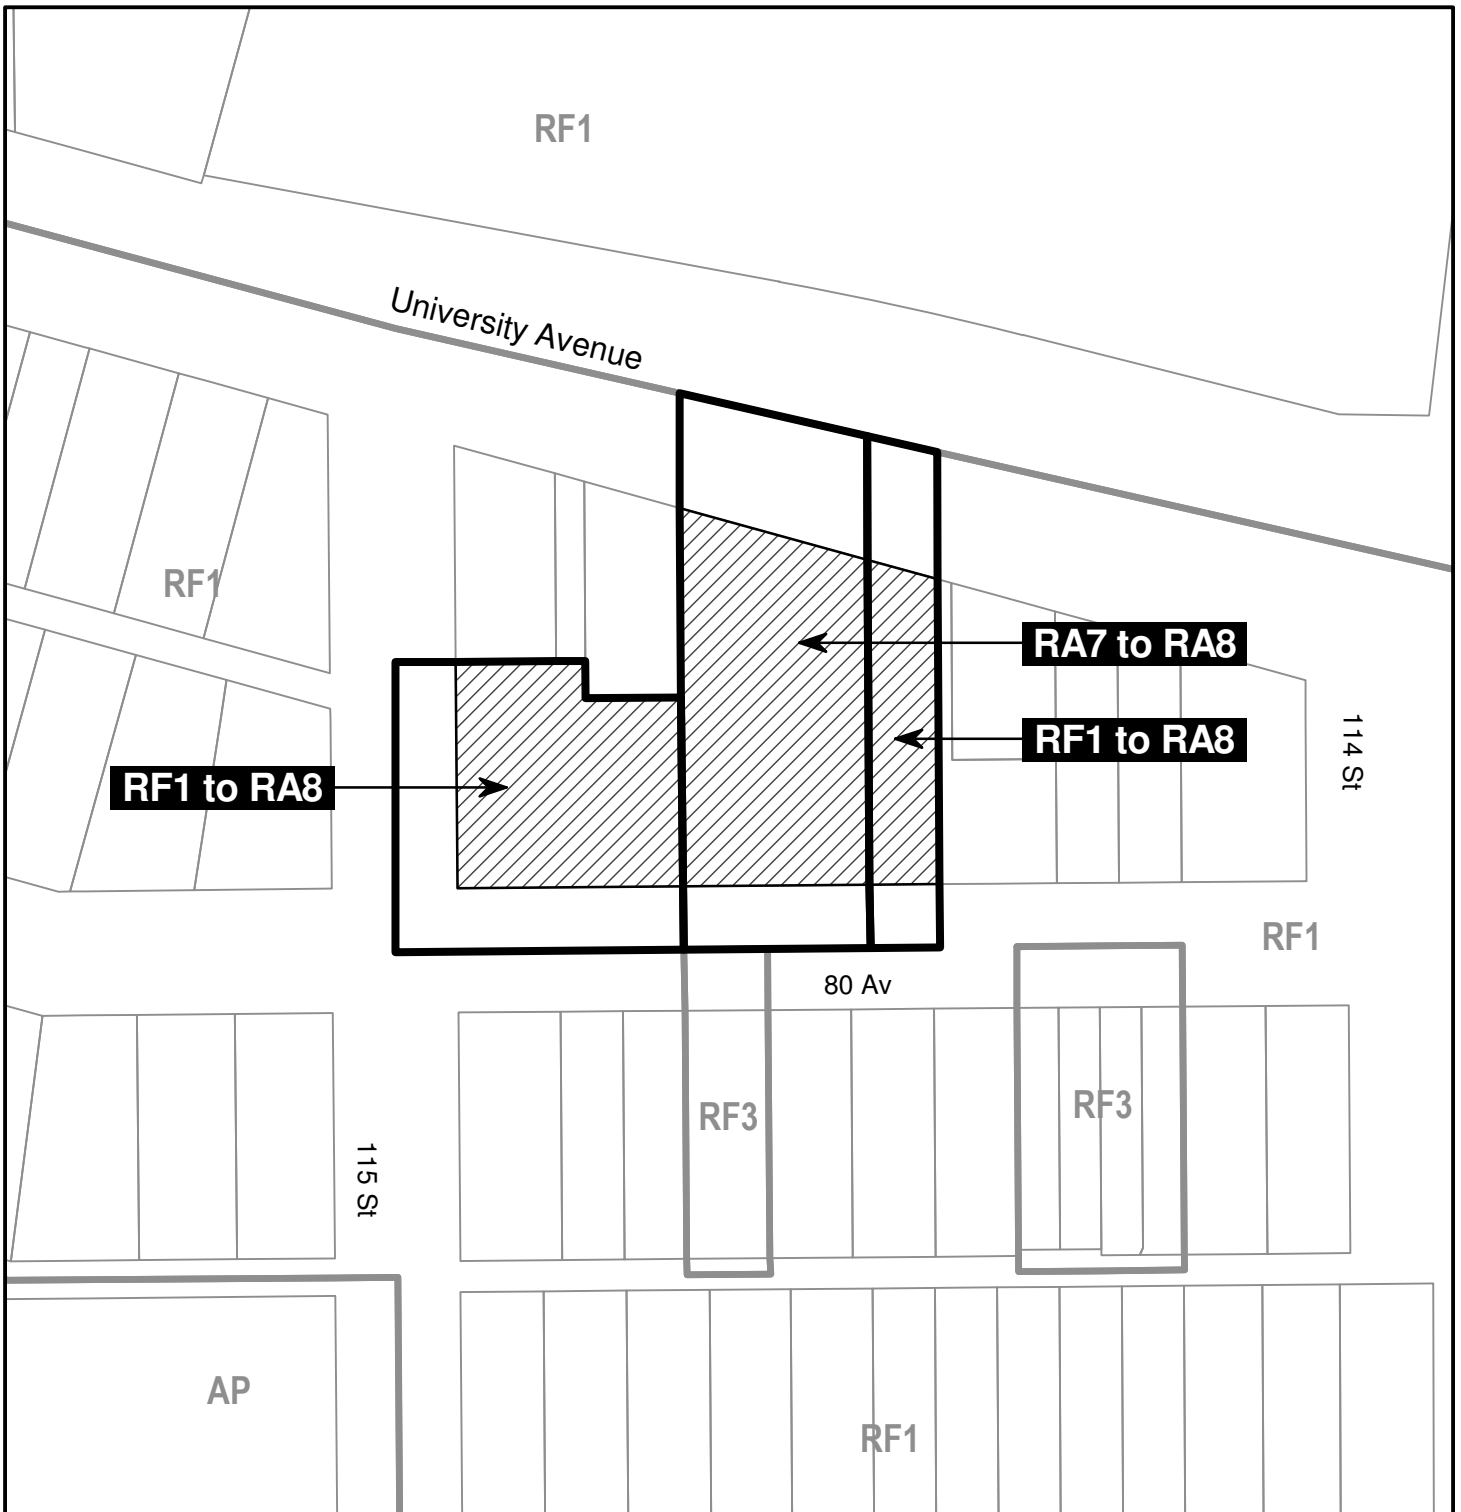 RF1
University Avenue
RF1
RA7 to RA8
RF1 to RA8
114 St
RF1 to RA8
RF1
80 Av
RF3
RF3
115 St
AP
RF1